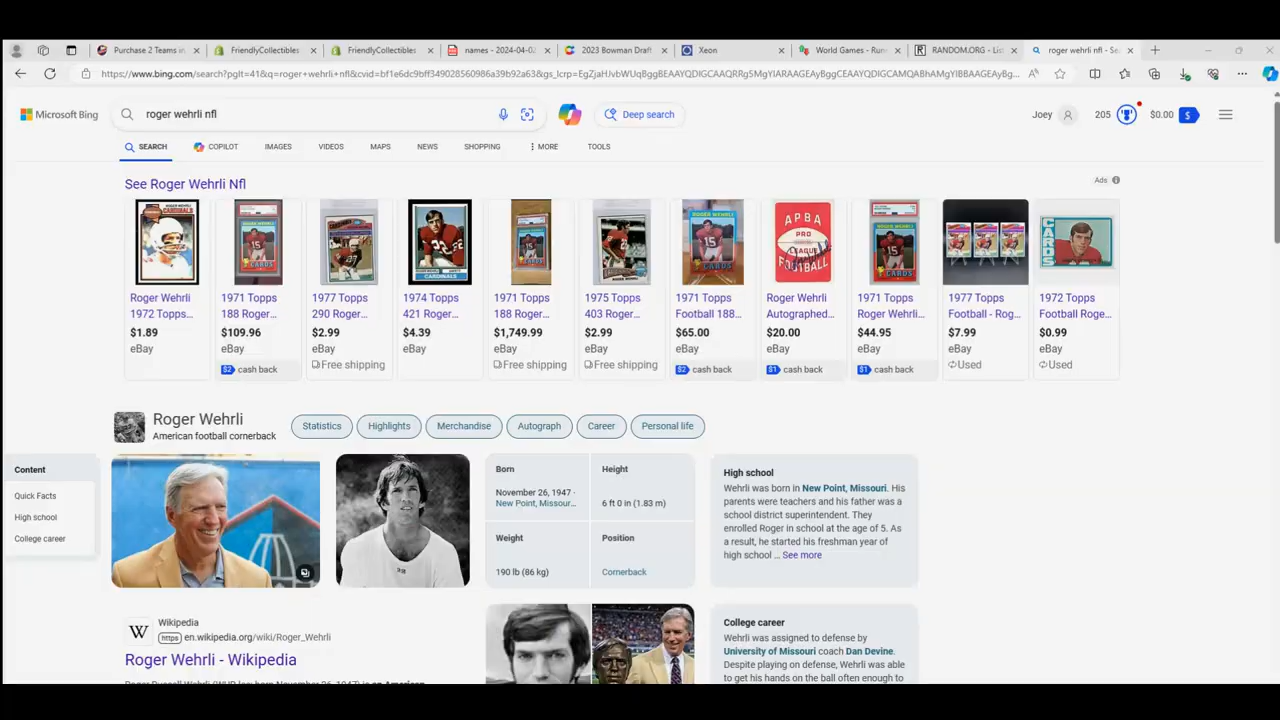 Purchase 2 Teams in
FriendlyCollectibles
FriendlyCollectibles
names - 2024-04-0
2023 Bowman Draft
Xeon
World Games - Run
RANDOM.ORG - Lis
roger wehrli nfl - Se
Microsoft Bing
roger wehrli nfl
Deep search
Joey
205
$0.00
SEARCH
COPILOT
IMAGES
VIDEOS
MAPS
NEWS
SHOPPING
MORE
TOOLS
See Roger Wehrli Nfl
Ads
Roger Wehrli
1972 Topps...
$1.89
eBay
1971 Topps
188 Roger...
$109.96
eBay
$2 cash back
1977 Topps
290 Roger...
$2.99
eBay
Free shipping
1974 Topps
421 Roger...
$4.39
eBay
1971 Topps
188 Roger...
$1,749.99
eBay
Free shipping
1975 Topps
403 Roger...
$2.99
eBay
Free shipping
1971 Topps
Football 188...
$65.00
eBay
$2 cash back
APBA
PRO
LEAGUE
FOOTBALL
Roger Wehrli
Autographed...
$20.00
eBay
$1 cash back
1971 Topps
Roger Wehrli...
$44.95
eBay
$1 cash back
1977 Topps
Football - Rog...
$7.99
eBay
Used
CARDS
1972 Topps
Football Roge...
$0.99
eBay
Used
Roger Wehrli
American football cornerback
Statistics
Highlights
Merchandise
Autograph
Career
Personal life
Content
Quick Facts
High school
College career
Born
November 26, 1947 ·
New Point, Missour...
Height
6 ft 0 in (1.83 m)
Weight
190 lb (86 kg)
Position
Cornerback
High school
Wehrli was born in New Point, Missouri. His
parents were teachers and his father was a
school district superintendent. They
enrolled Roger in school at the age of 5. As
a result, he started his freshman year of
high school ... See more
Wikipedia
https en.wikipedia.org/wiki/Roger_Wehrli
Roger Wehrli - Wikipedia
College career
Wehrli was assigned to defense by
University of Missouri coach Dan Devine.
Despite playing on defense, Wehrli was able
to get his hands on the ball often enough to